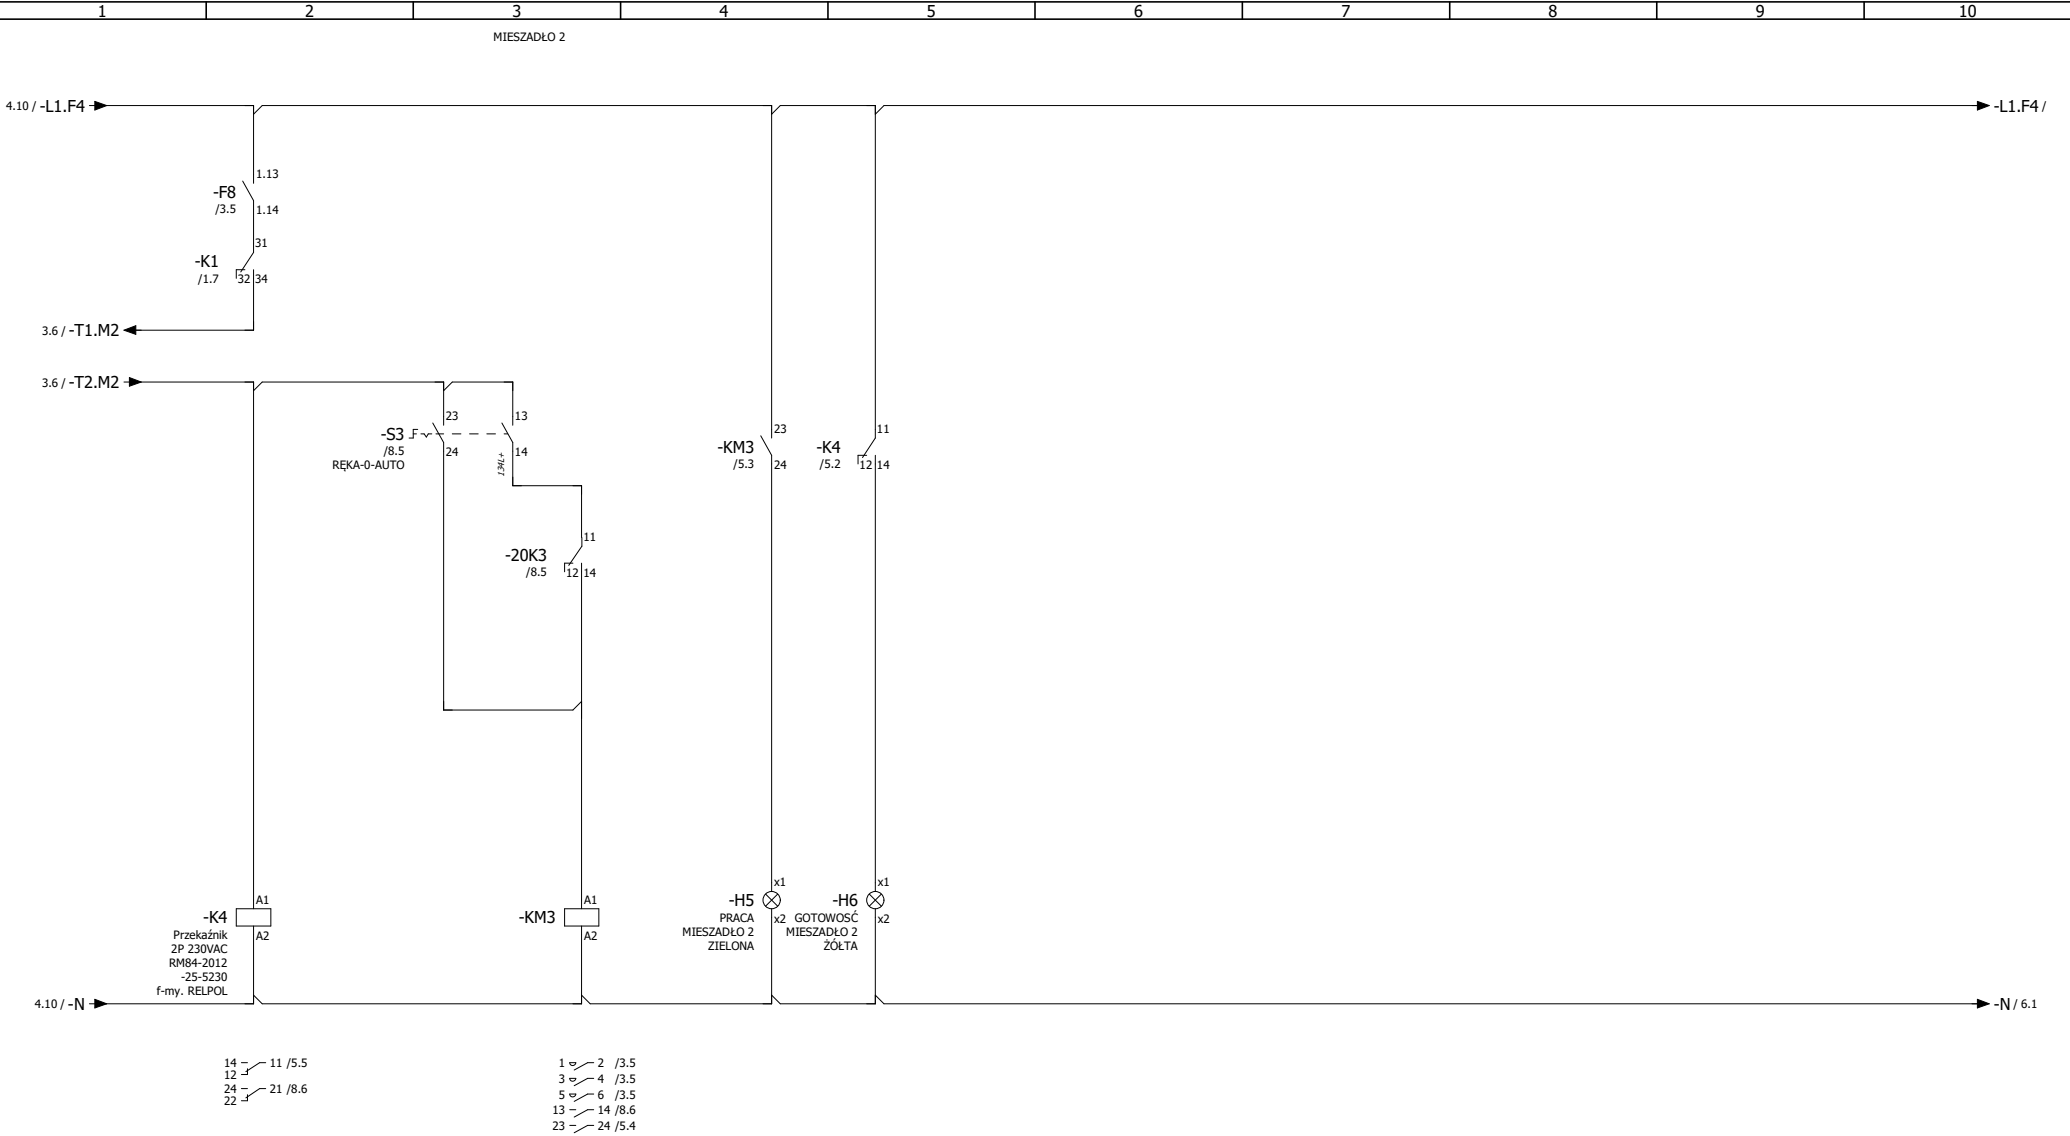 1 2 3 4 5 6 7 8 9 10
MIESZADŁO 2
4.10 / -L1.F4
-L1.F4 /
1.13
-F8
/3.5
1.14
31
-K1
/1.7
32 34
3.6 / -T1.M2
3.6 / -T2.M2
23
13
-S3
/8.5
24
14
RĘKA-0-AUTO
23
-KM3
/5.3
24
11
-K4
/5.2
12 14
11
-20K3
/8.5
12 14
A1
-K4
A2
Przekaźnik
2P 230VAC
RM84-2012
-25-5230
f-my. RELPOL
A1
-KM3
A2
x1
-H5
x2
PRACA
MIESZADŁO 2
ZIELONA
x1
-H6
x2
GOTOWOŚĆ
MIESZADŁO 2
ŻÓŁTA
4.10 / -N
-N / 6.1
14 11 /5.5
12
24 21 /8.6
22
1 2 /3.5
3 4 /3.5
5 6 /3.5
13 14 /8.6
23 24 /5.4